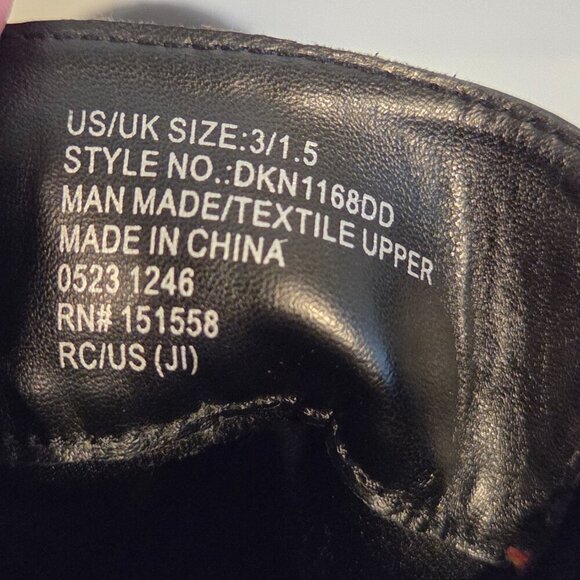 US/UK SIZE:3/1.5
STYLE NO.:DKN1168DD
MAN MADE/TEXTILE UPPER
MADE IN CHINA
0523 1246
RN# 151558
RC/US (JI)